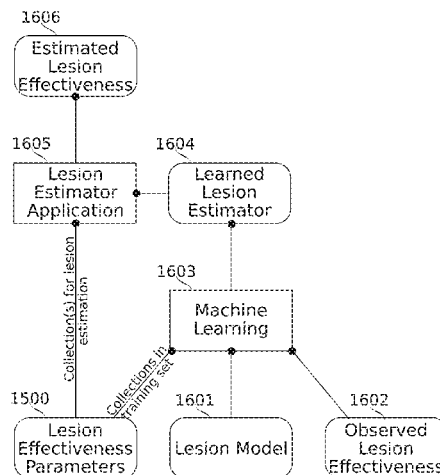 1606
Estimated
Lesion
Effectiveness
1605
Lesion
Estimator
Application
1604
Learned
Lesion
Estimator
Collection(s) for lesion
estimation
1603
Machine
Learning
Collections in
training set
1500
Lesion
Effectiveness
Parameters
1601
Lesion Model
1602
Observed
Lesion
Effectiveness